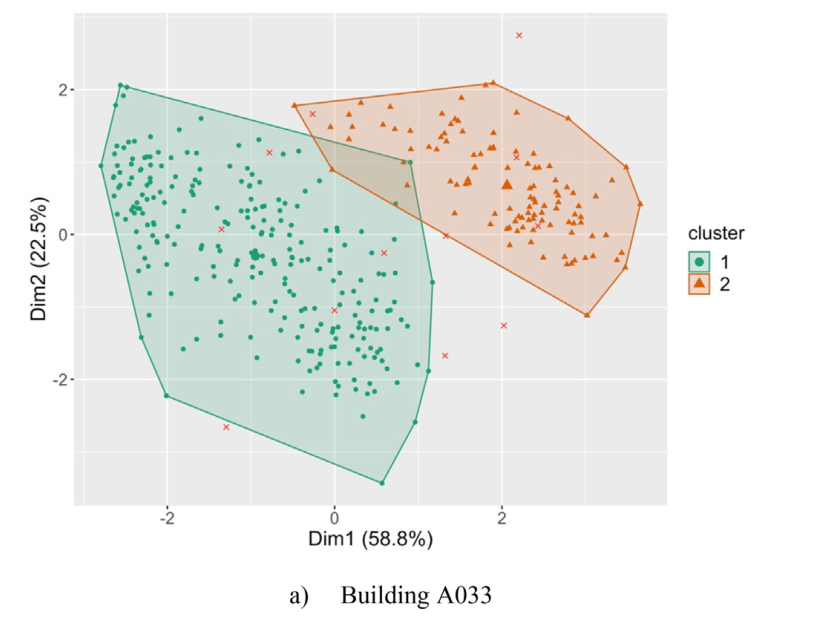 2
0
-2
-2
0
2
Dim2 (22.5%)
Dim1 (58.8%)
cluster
1
2
a) Building A033